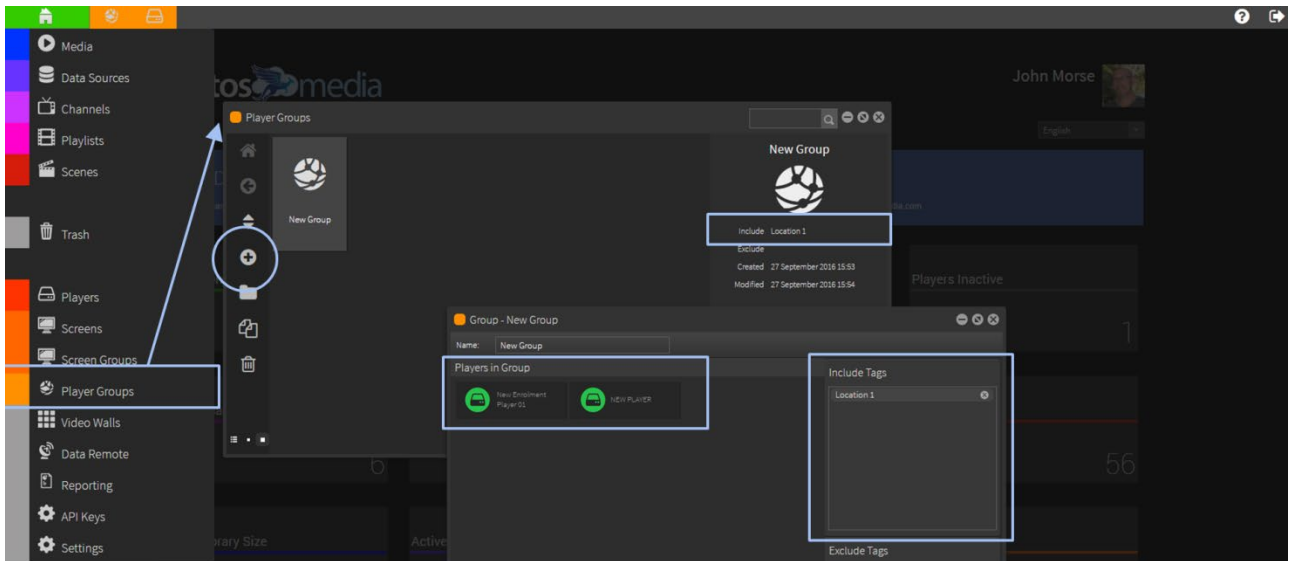 Media
Data Sources
Channels
Playlists
Scenes
Trash
Players
Screens
Screen Groups
Player Groups
Video Walls
Data Remote
Reporting
API Keys
Settings
tos media
John Morse
English
Player Groups
New Group
New Group
Include Location 1
Exclude
Created 27 September 2016 15:53
Modified 27 September 2016 15:54
Players Inactive
1
Group - New Group
Name: New Group
Players in Group
Include Tags
New Enrolment
Player 01
NEW PLAYER
Location 1
6
56
Library Size
Active
Exclude Tags